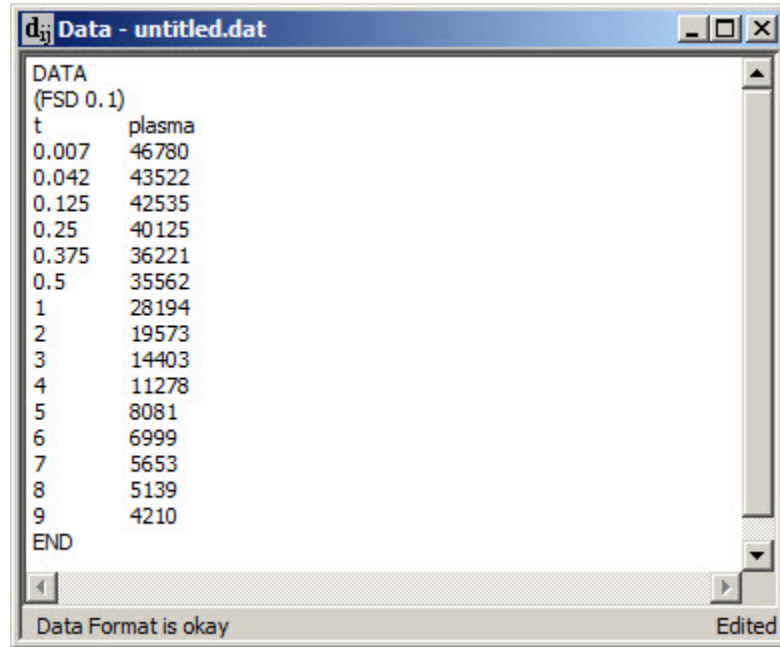 dij Data - untitled.dat
DATA
(FSD 0.1)
t plasma
0.007 46780
0.042 43522
0.125 42535
0.25 40125
0.375 36221
0.5 35562
1 28194
2 19573
3 14403
4 11278
5 8081
6 6999
7 5653
8 5139
9 4210
END
Data Format is okay Edited